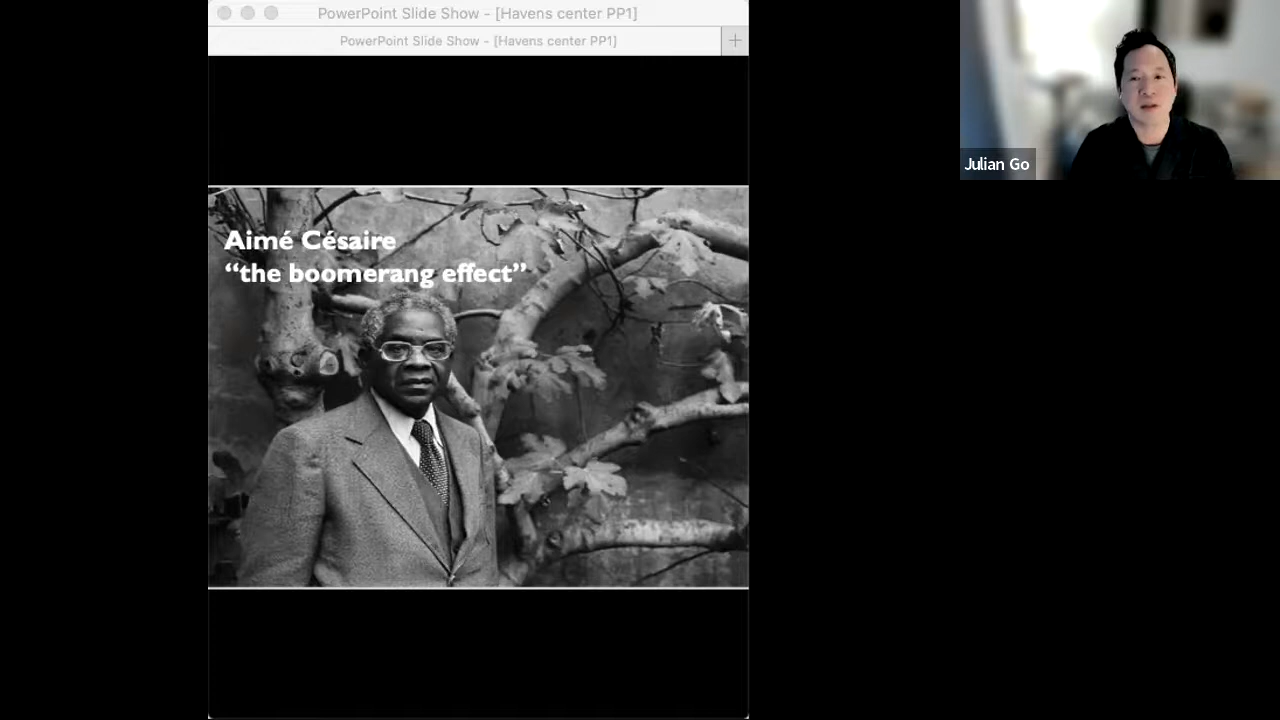 PowerPoint Slide Show - [Havens center PP1]
PowerPoint Slide Show - [Havens center PP1]
Aimé Césaire
“the boomerang effect”
Julian Go